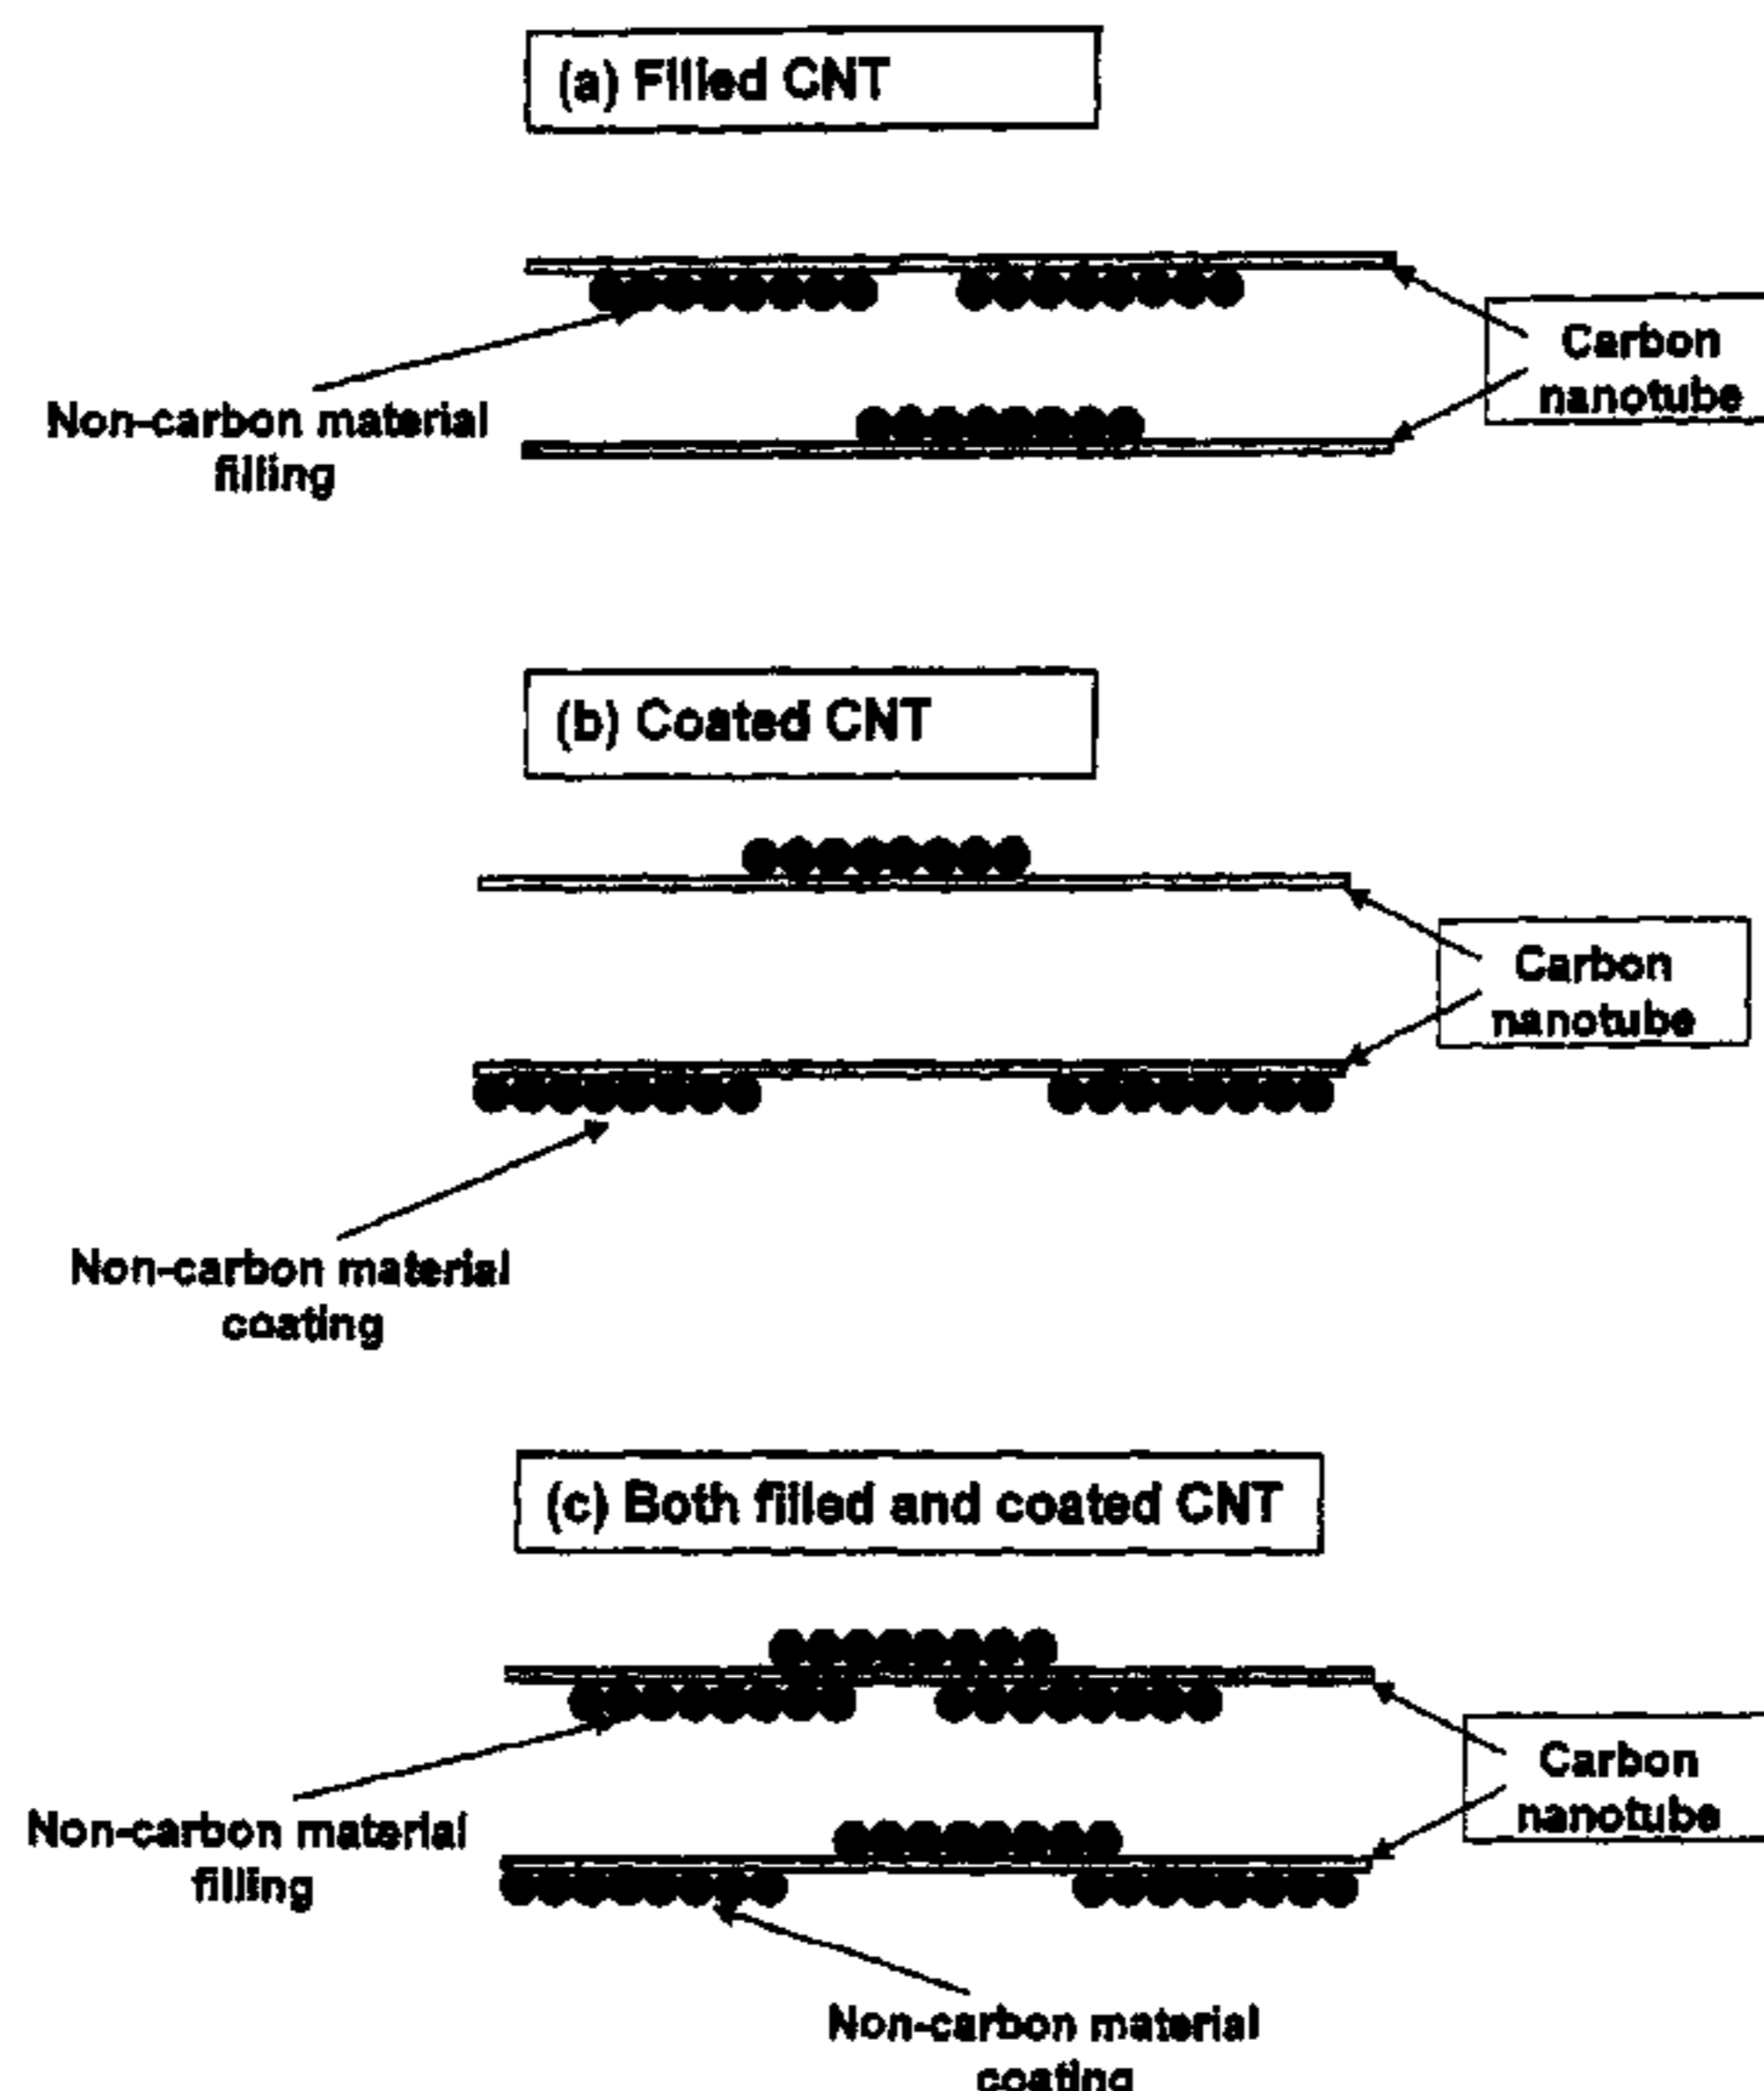 (a) Filled CNT
Carbon
nanotube
Non-carbon material
filling
(b) Coated CNT
Carbon
nanotube
Non-carbon material
coating
(c) Both filled and coated CNT
Carbon
nanotube
Non-carbon material
filling
Non-carbon material
coating